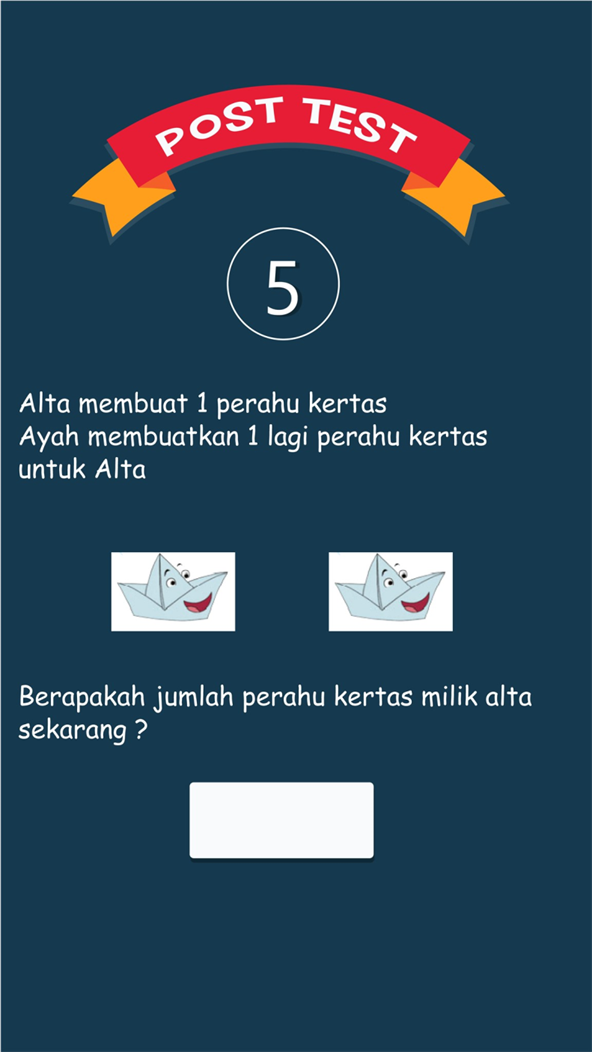 POST TEST
5
Alta membuat 1 perahu kertas
Ayah membuatkan 1 lagi perahu kertas
untuk Alta
Berapakah jumlah perahu kertas milik alta
sekarang ?